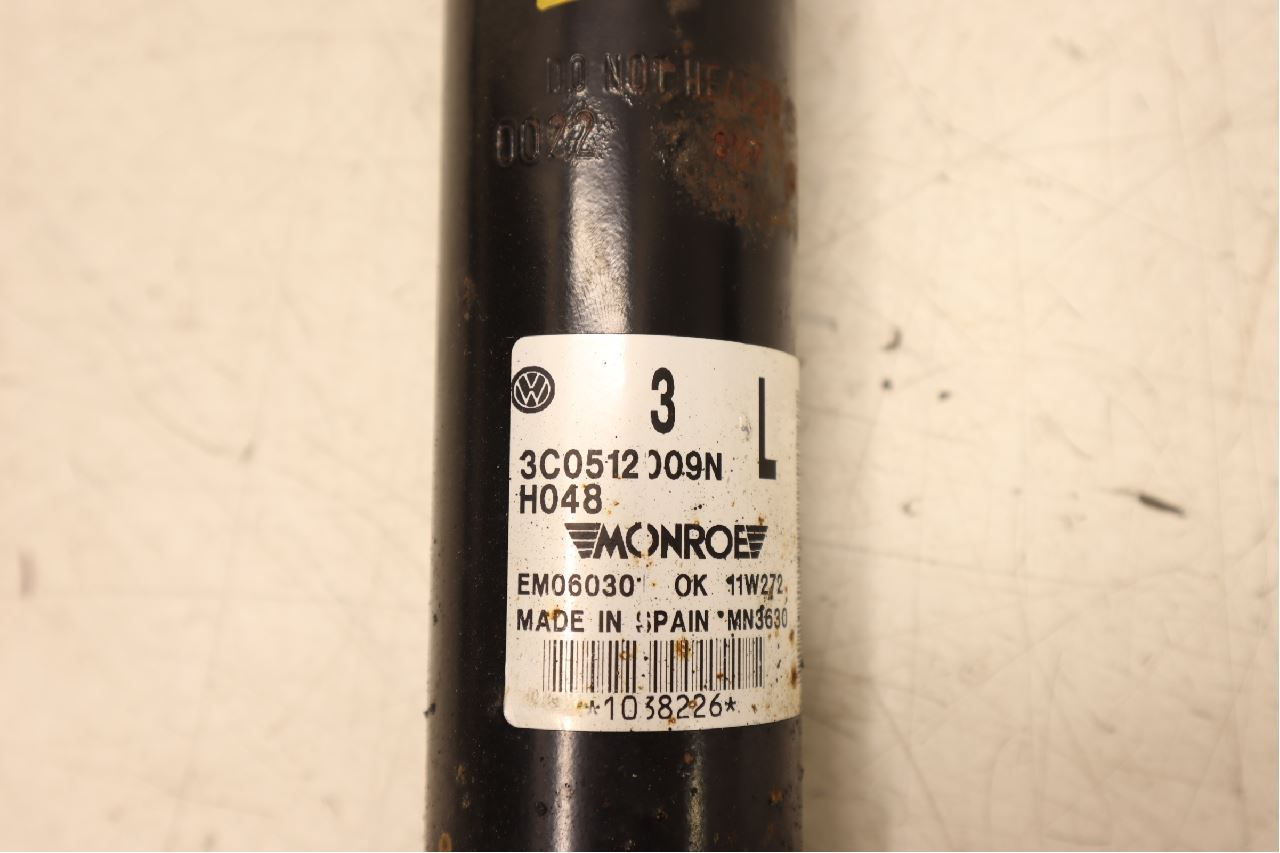 DO NOT HEAT
0022
3 L
3C0512009N
H048
MONROE
EM06030 OK 11W272
MADE IN SPAIN MN3630
*1038226*